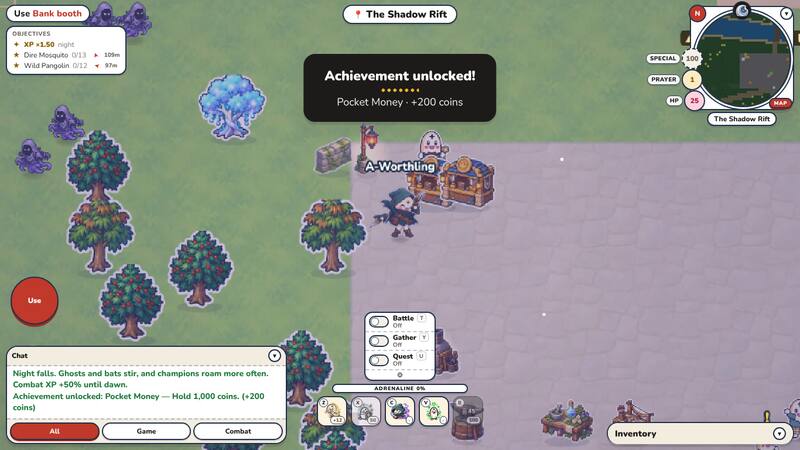 Use Bank booth
The Shadow Rift
OBJECTIVES
XP ×1.50 night
Dire Mosquito 0/13 109m
Wild Pangolin 0/12 97m
Achievement unlocked!
Pocket Money · +200 coins
N
SPECIAL 100
PRAYER 1
HP 25
MAP
The Shadow Rift
A-Worthling
Use
Battle T
Off
Gather Y
Off
Quest U
Off
ADRENALINE 0%
Z +12
X 50
C
V
B 45 500
Chat
Night falls. Ghosts and bats stir, and champions roam more often.
Combat XP +50% until dawn.
Achievement unlocked: Pocket Money — Hold 1,000 coins. (+200
coins)
All
Game
Combat
Inventory